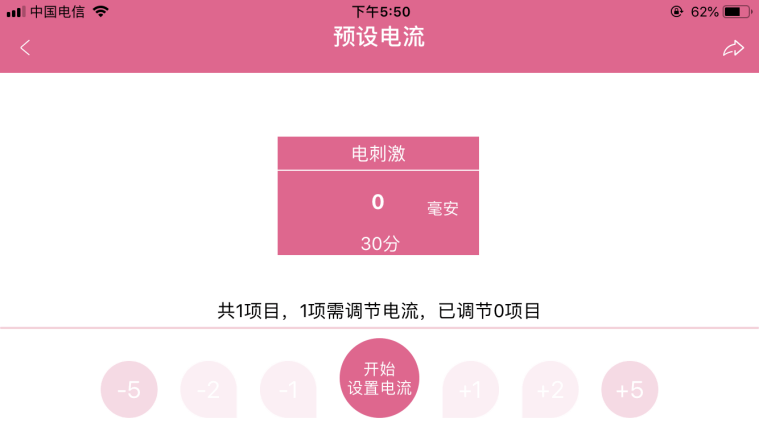 中国电信 下午5:50 62%
预设电流
电刺激
0 毫安
30分
共1项目，1项需调节电流，已调节0项目
-5 -2 -1 开始 +1 +2 +5
设置电流